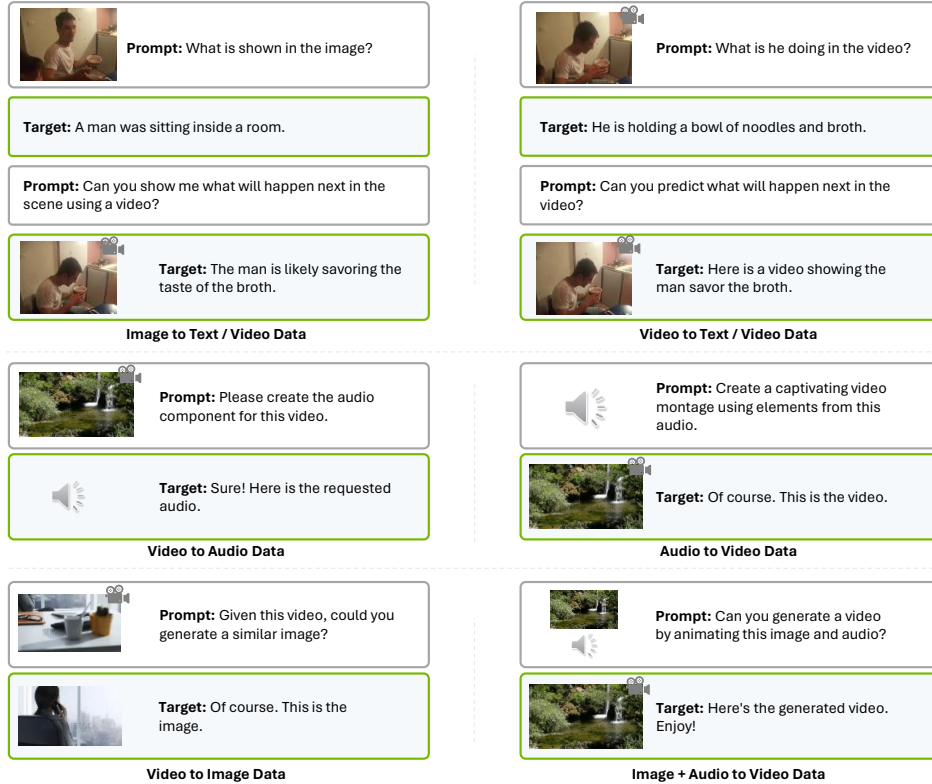 Prompt: What is shown in the image?
Target: A man was sitting inside a room.
Prompt: Can you show me what will happen next in the
scene using a video?
Target: The man is likely savoring the
taste of the broth.
Image to Text / Video Data
Prompt: What is he doing in the video?
Target: He is holding a bowl of noodles and broth.
Prompt: Can you predict what will happen next in the
video?
Target: Here is a video showing the
man savor the broth.
Video to Text / Video Data
Prompt: Please create the audio
component for this video.
Target: Sure! Here is the requested
audio.
Video to Audio Data
Prompt: Create a captivating video
montage using elements from this
audio.
Target: Of course. This is the video.
Audio to Video Data
Prompt: Given this video, could you
generate a similar image?
Target: Of course. This is the
image.
Video to Image Data
Prompt: Can you generate a video
by animating this image and audio?
Target: Here's the generated video.
Enjoy!
Image + Audio to Video Data